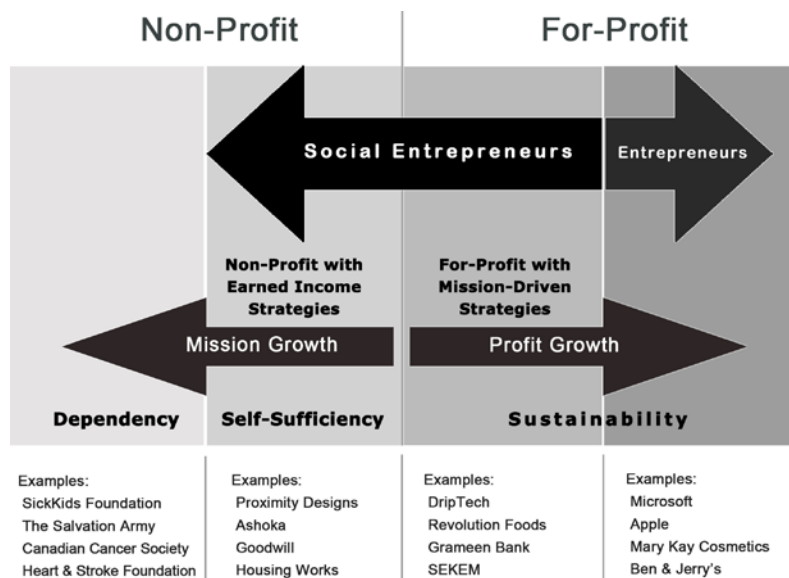 Non-Profit
For-Profit
Social Entrepreneurs
Entrepreneurs
Non-Profit with
Earned Income
Strategies
For-Profit with
Mission-Driven
Strategies
Mission Growth
Profit Growth
Dependency
Self-Sufficiency
Sustainability
Examples:
SickKids Foundation
The Salvation Army
Canadian Cancer Society
Heart & Stroke Foundation
Examples:
Proximity Designs
Ashoka
Goodwill
Housing Works
Examples:
DripTech
Revolution Foods
Grameen Bank
SEKEM
Examples:
Microsoft
Apple
Mary Kay Cosmetics
Ben & Jerry's